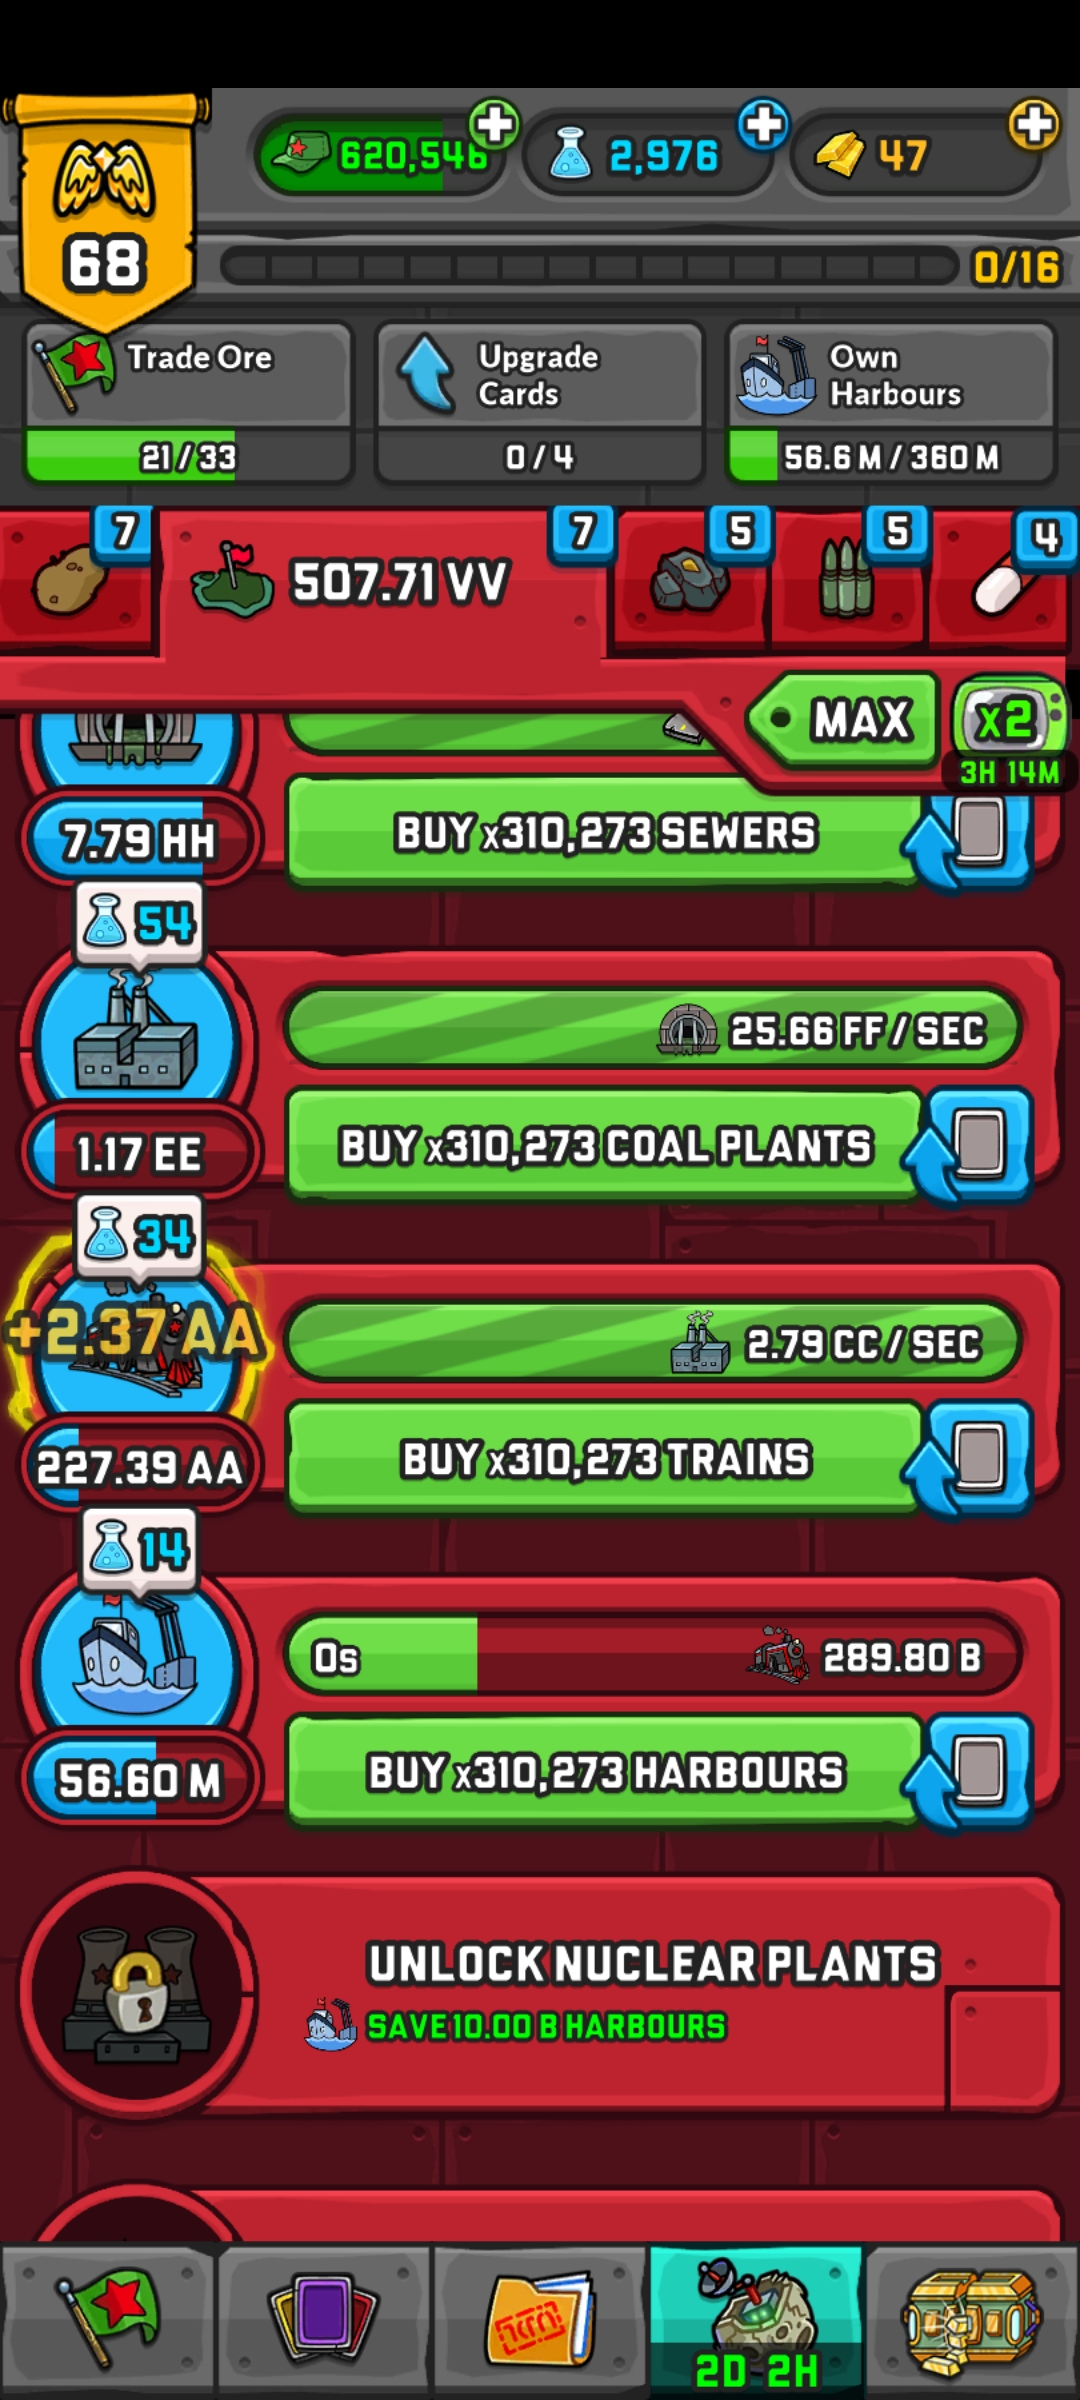 620,546
2,976
47
68
0/16
Trade Ore
21/33
Upgrade
Cards
0/4
Own
Harbours
56.6 M / 360 M
7
507.71 VV
7
5
5
4
MAX
x2
3H 14M
7.79 HH
BUY x310,273 SEWERS
54
25.66 FF / SEC
1.17 EE
BUY x310,273 COAL PLANTS
34
+2.37 AA
2.79 CC / SEC
227.39 AA
BUY x310,273 TRAINS
14
0s
289.80 B
56.60 M
BUY x310,273 HARBOURS
UNLOCK NUCLEAR PLANTS
SAVE 10.00 B HARBOURS
2D 2H